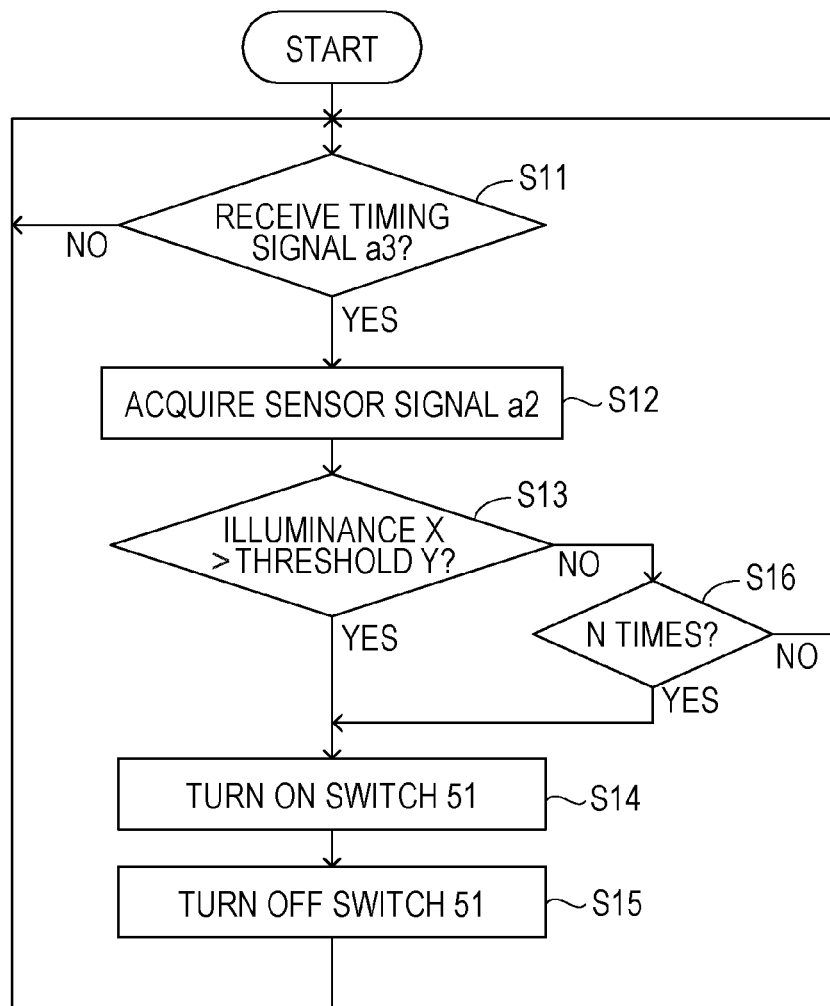 START
S11
RECEIVE TIMING
SIGNAL a3?
NO
YES
ACQUIRE SENSOR SIGNAL a2
S12
S13
ILLUMINANCE X
> THRESHOLD Y?
NO
YES
S16
N TIMES?
NO
YES
TURN ON SWITCH 51
S14
TURN OFF SWITCH 51
S15